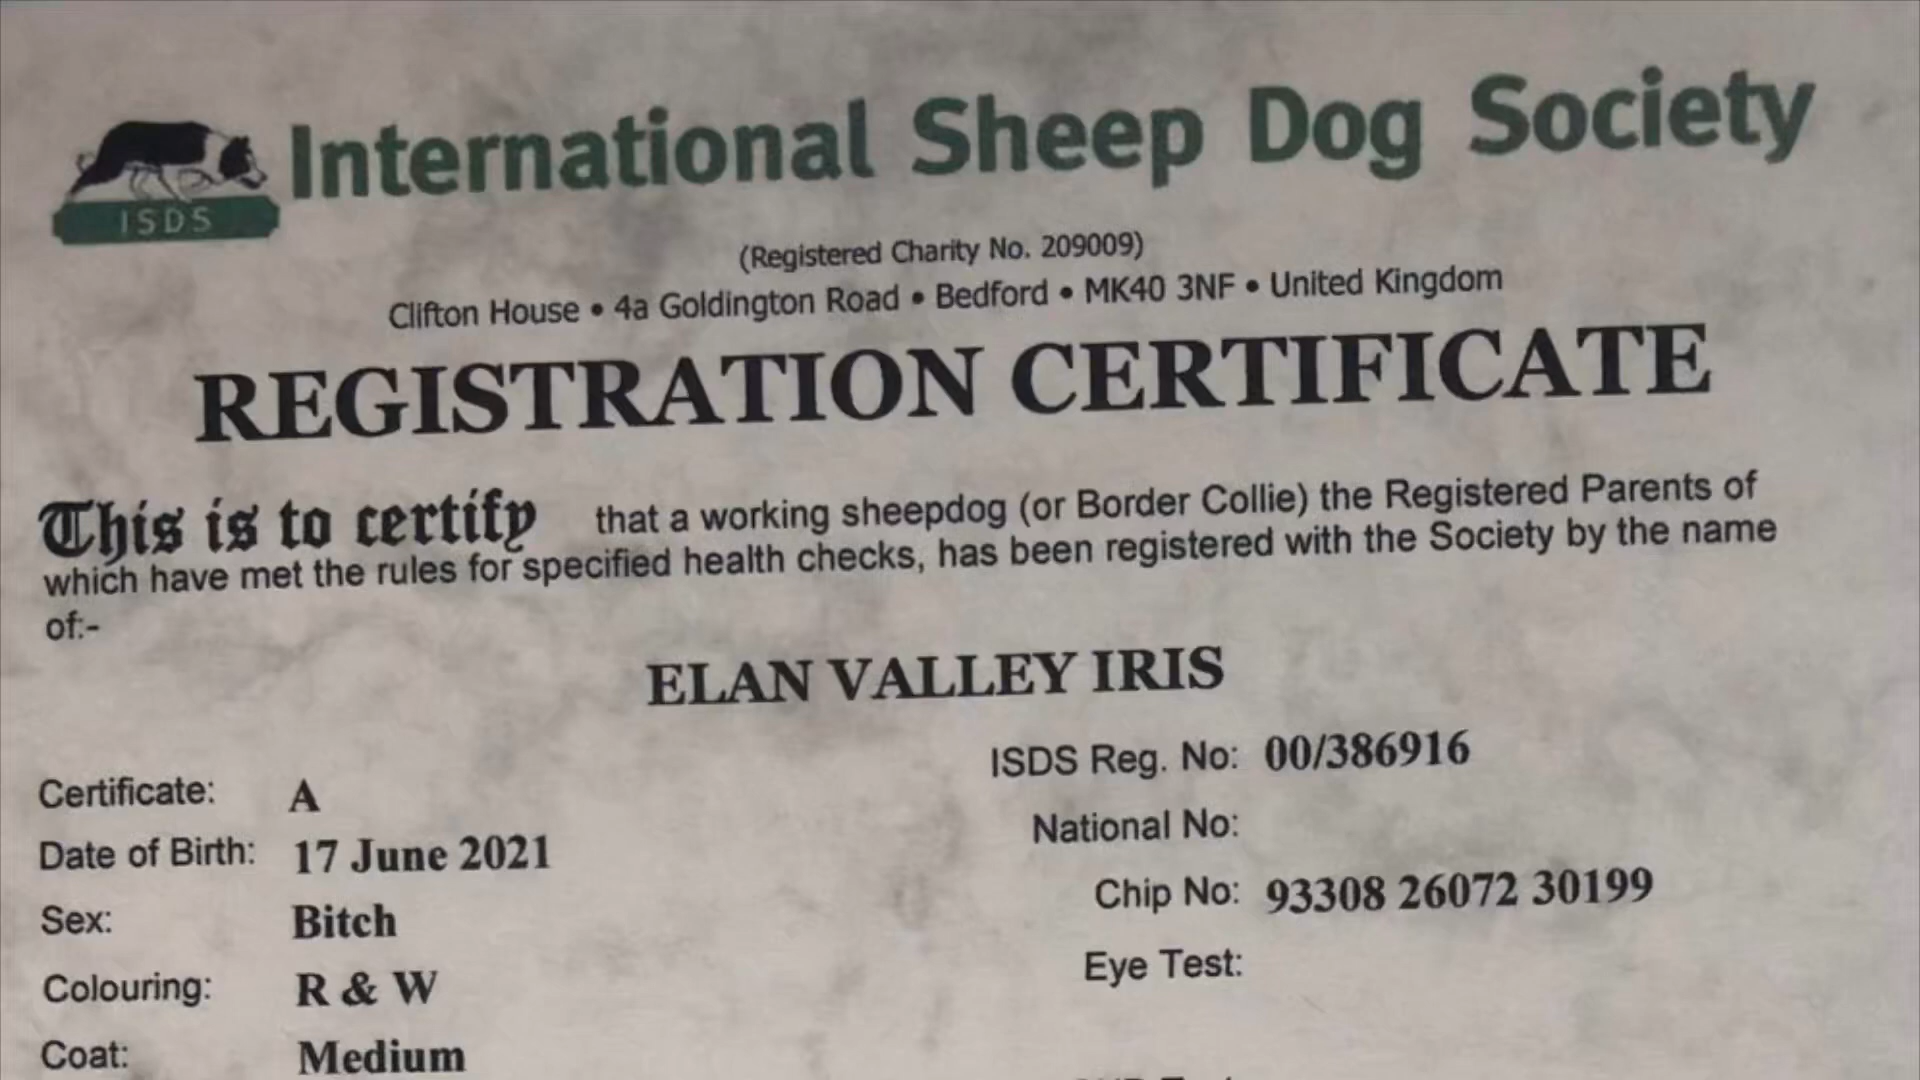 International Sheep Dog Society
ISDS
(Registered Charity No. 209009)
Clifton House • 4a Goldington Road • Bedford • MK40 3NF • United Kingdom
REGISTRATION CERTIFICATE
This is to certify that a working sheepdog (or Border Collie) the Registered Parents of
which have met the rules for specified health checks, has been registered with the Society by the name
of:-
ELAN VALLEY IRIS
ISDS Reg. No: 00/386916
Certificate: A
National No:
Date of Birth: 17 June 2021
Chip No: 93308 26072 30199
Sex: Bitch
Eye Test:
Colouring: R & W
Coat: Medium